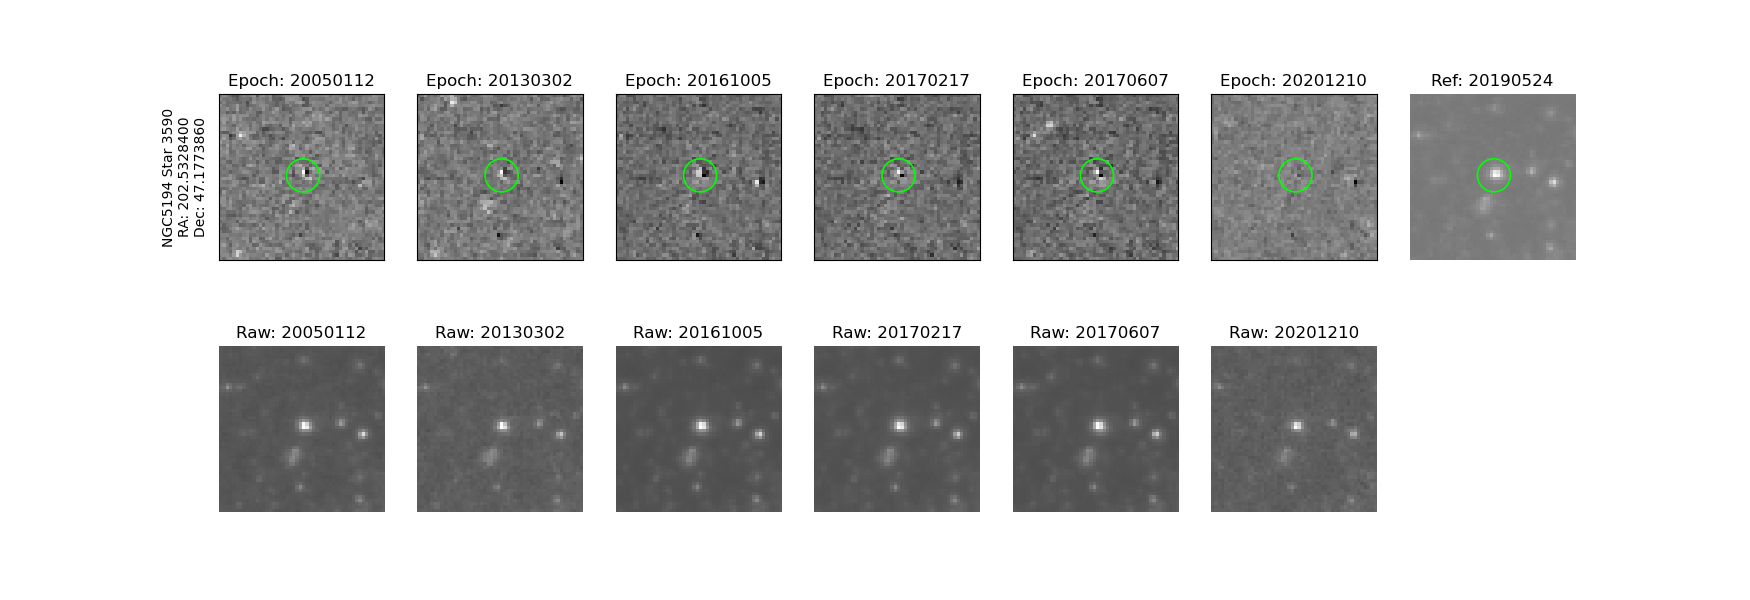 Epoch: 20050112
Epoch: 20130302
Epoch: 20161005
Epoch: 20170217
Epoch: 20170607
Epoch: 20201210
Ref: 20190524
NGC5194 Star 3590
RA: 202.5328400
Dec: 47.1773860
Raw: 20050112
Raw: 20130302
Raw: 20161005
Raw: 20170217
Raw: 20170607
Raw: 20201210